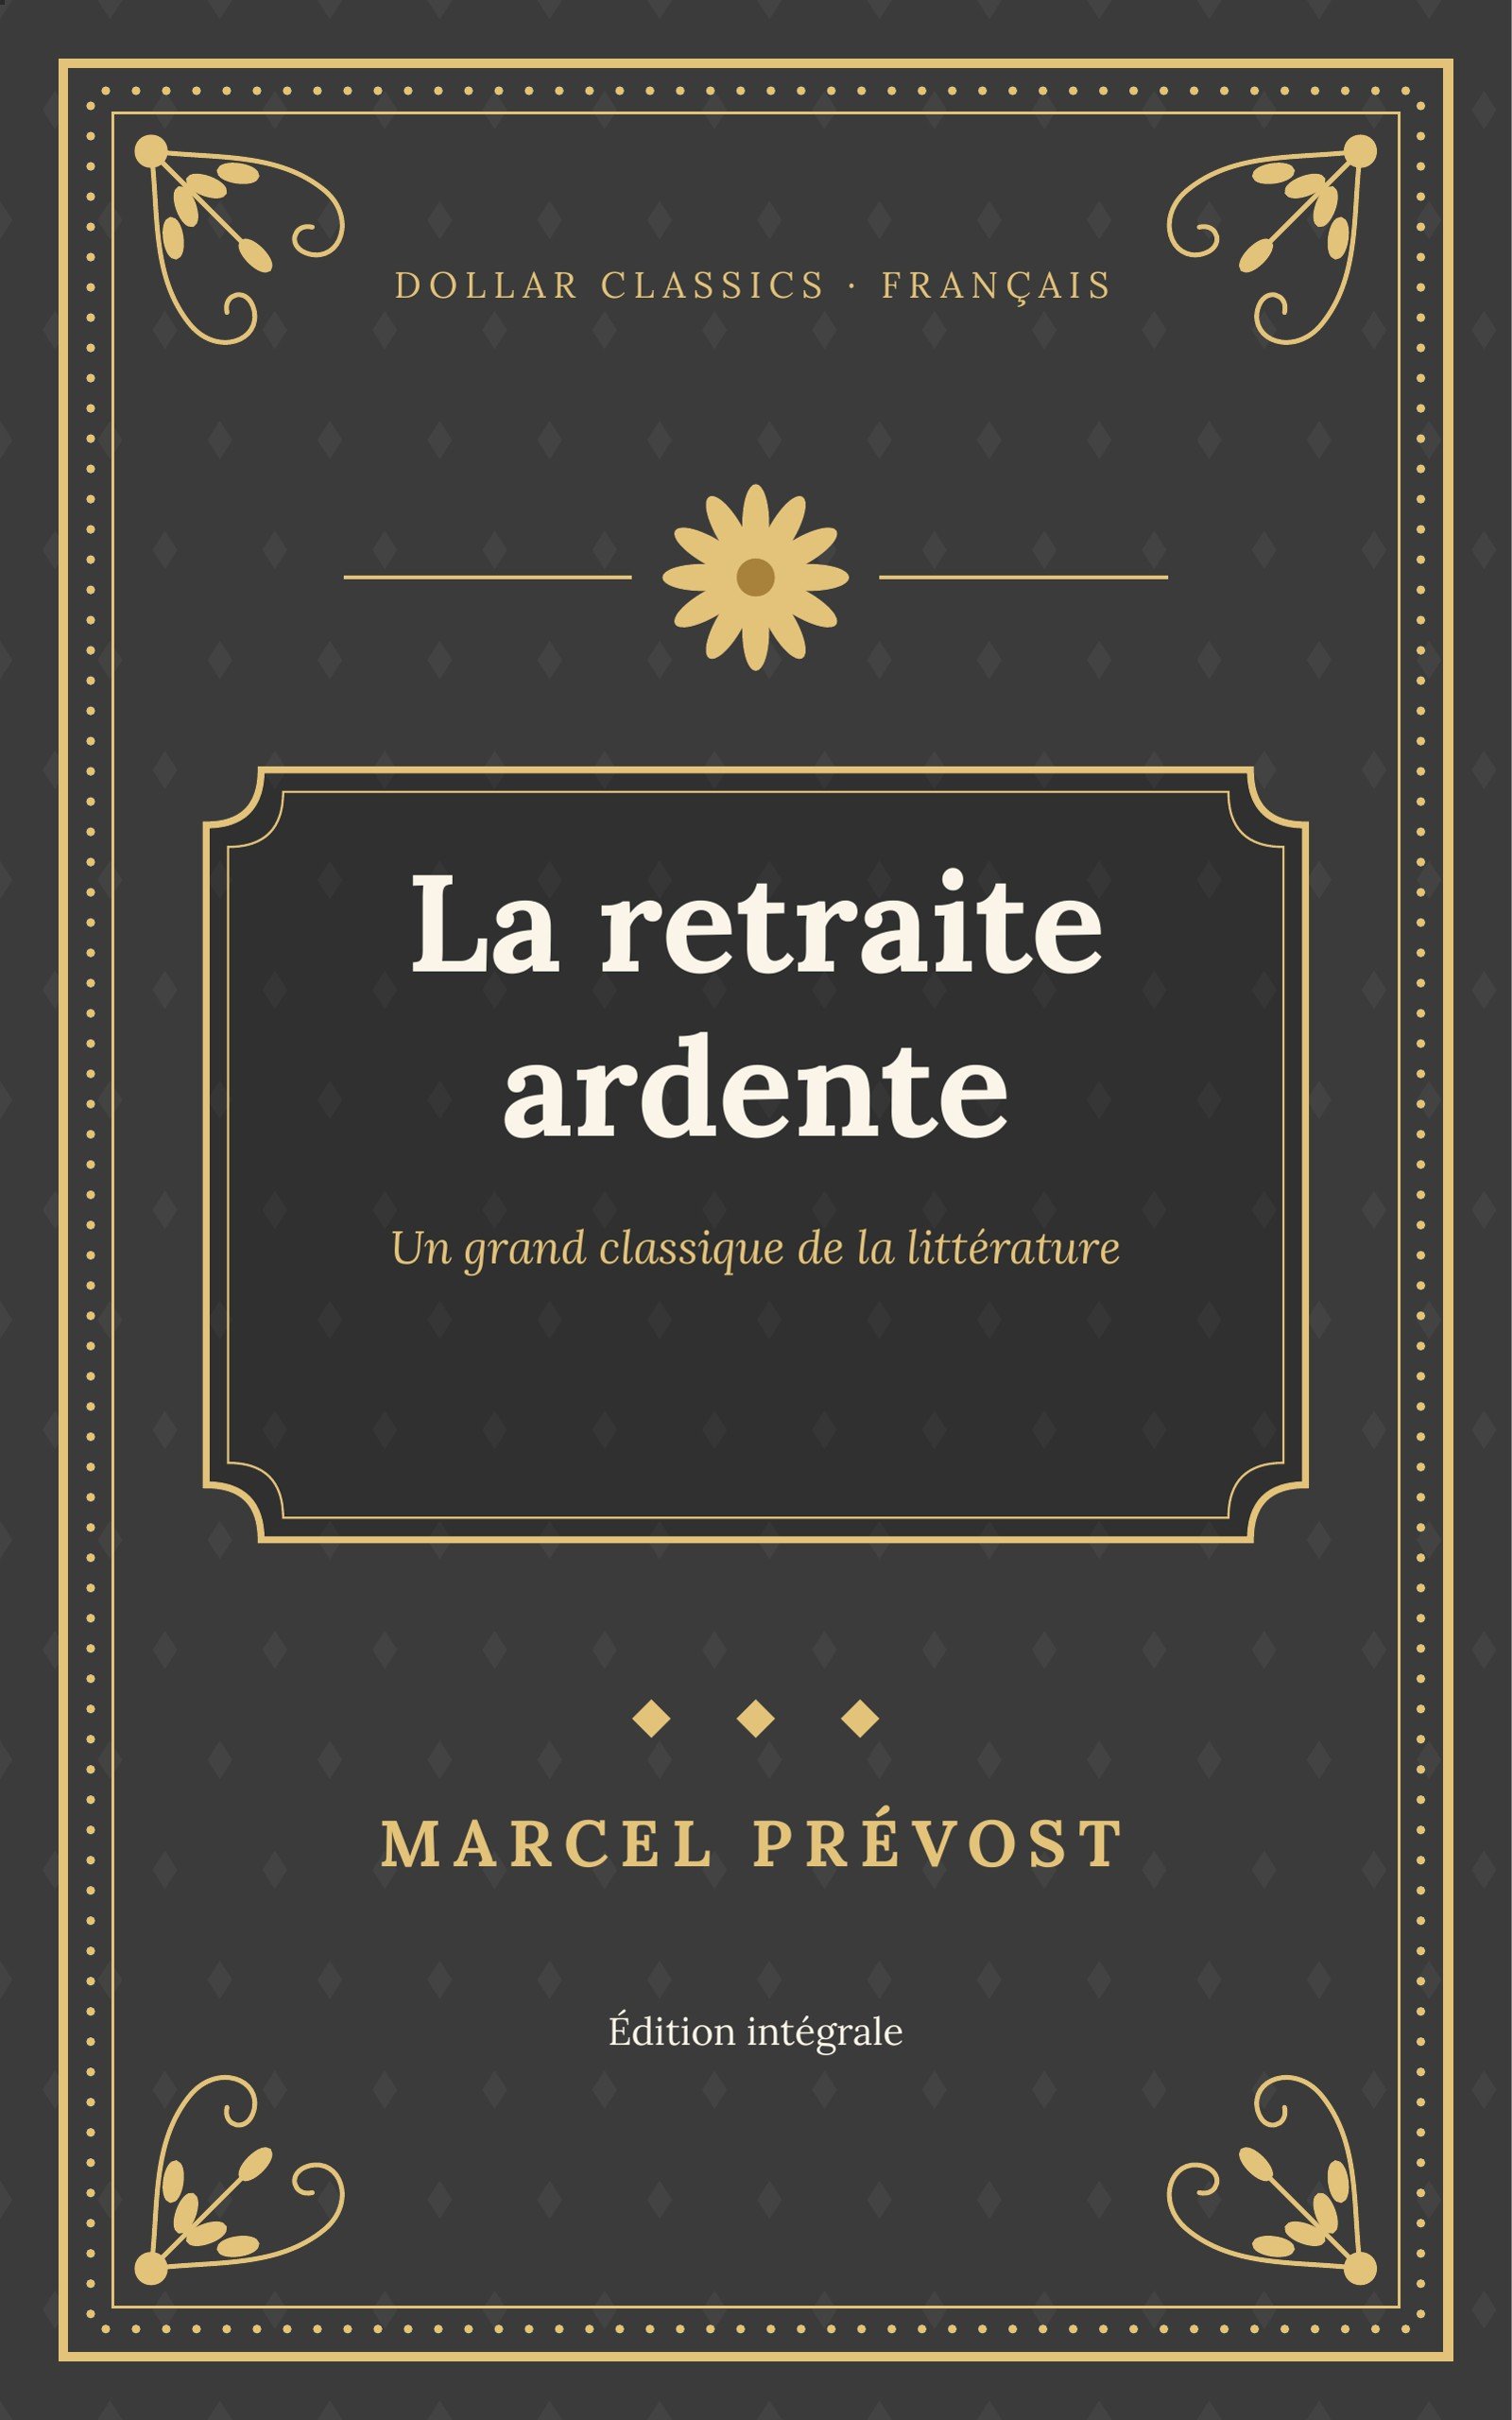 DOLLAR CLASSICS · FRANÇAIS
La retraite
ardente
Un grand classique de la littérature
MARCEL PRÉVOST
Édition intégrale